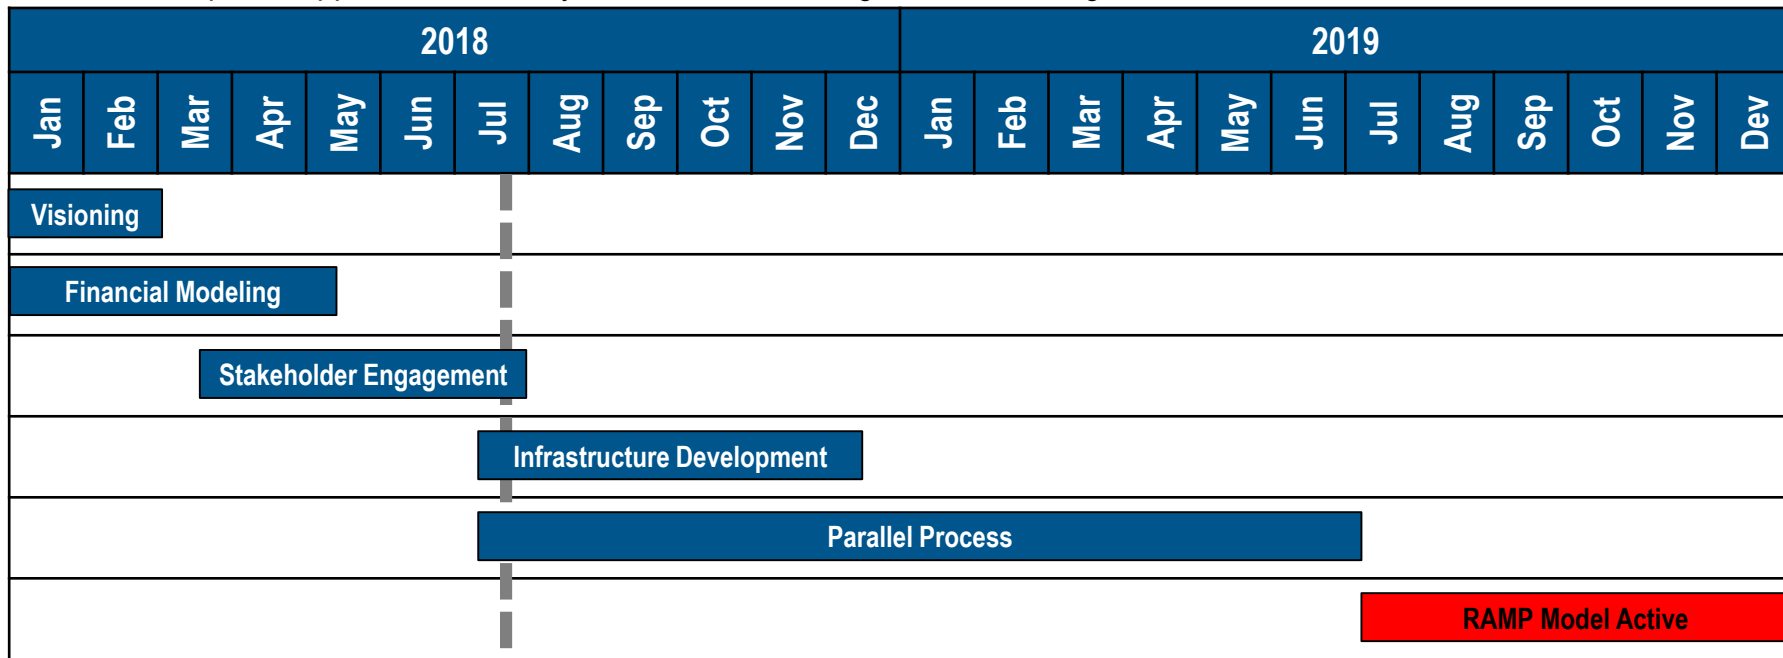 2018
2019
Jan
Feb
Mar
Apr
May
Jun
Jul
Aug
Sep
Oct
Nov
Dec
Jan
Feb
Mar
Apr
May
Jun
Jul
Aug
Sep
Oct
Nov
Dev
Visioning
Financial Modeling
Stakeholder Engagement
Infrastructure Development
Parallel Process
RAMP Model Active